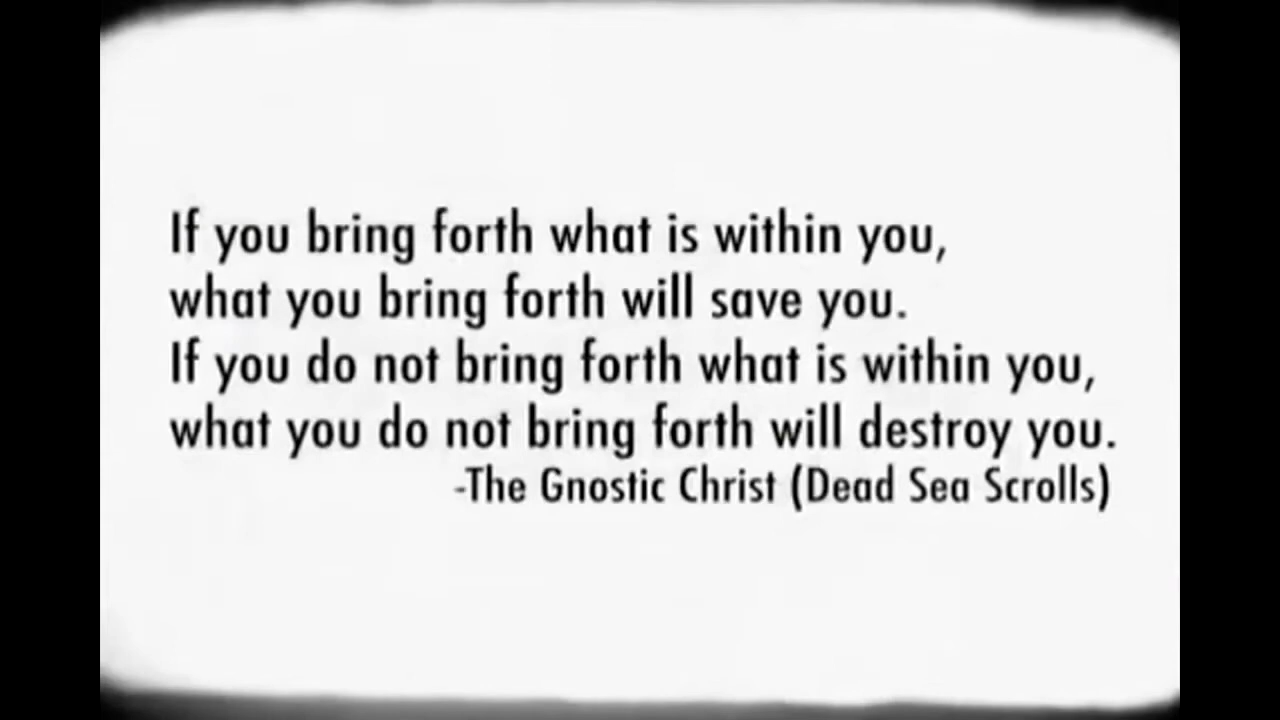 If you bring forth what is within you,
what you bring forth will save you.
If you do not bring forth what is within you,
what you do not bring forth will destroy you.
-The Gnostic Christ (Dead Sea Scrolls)